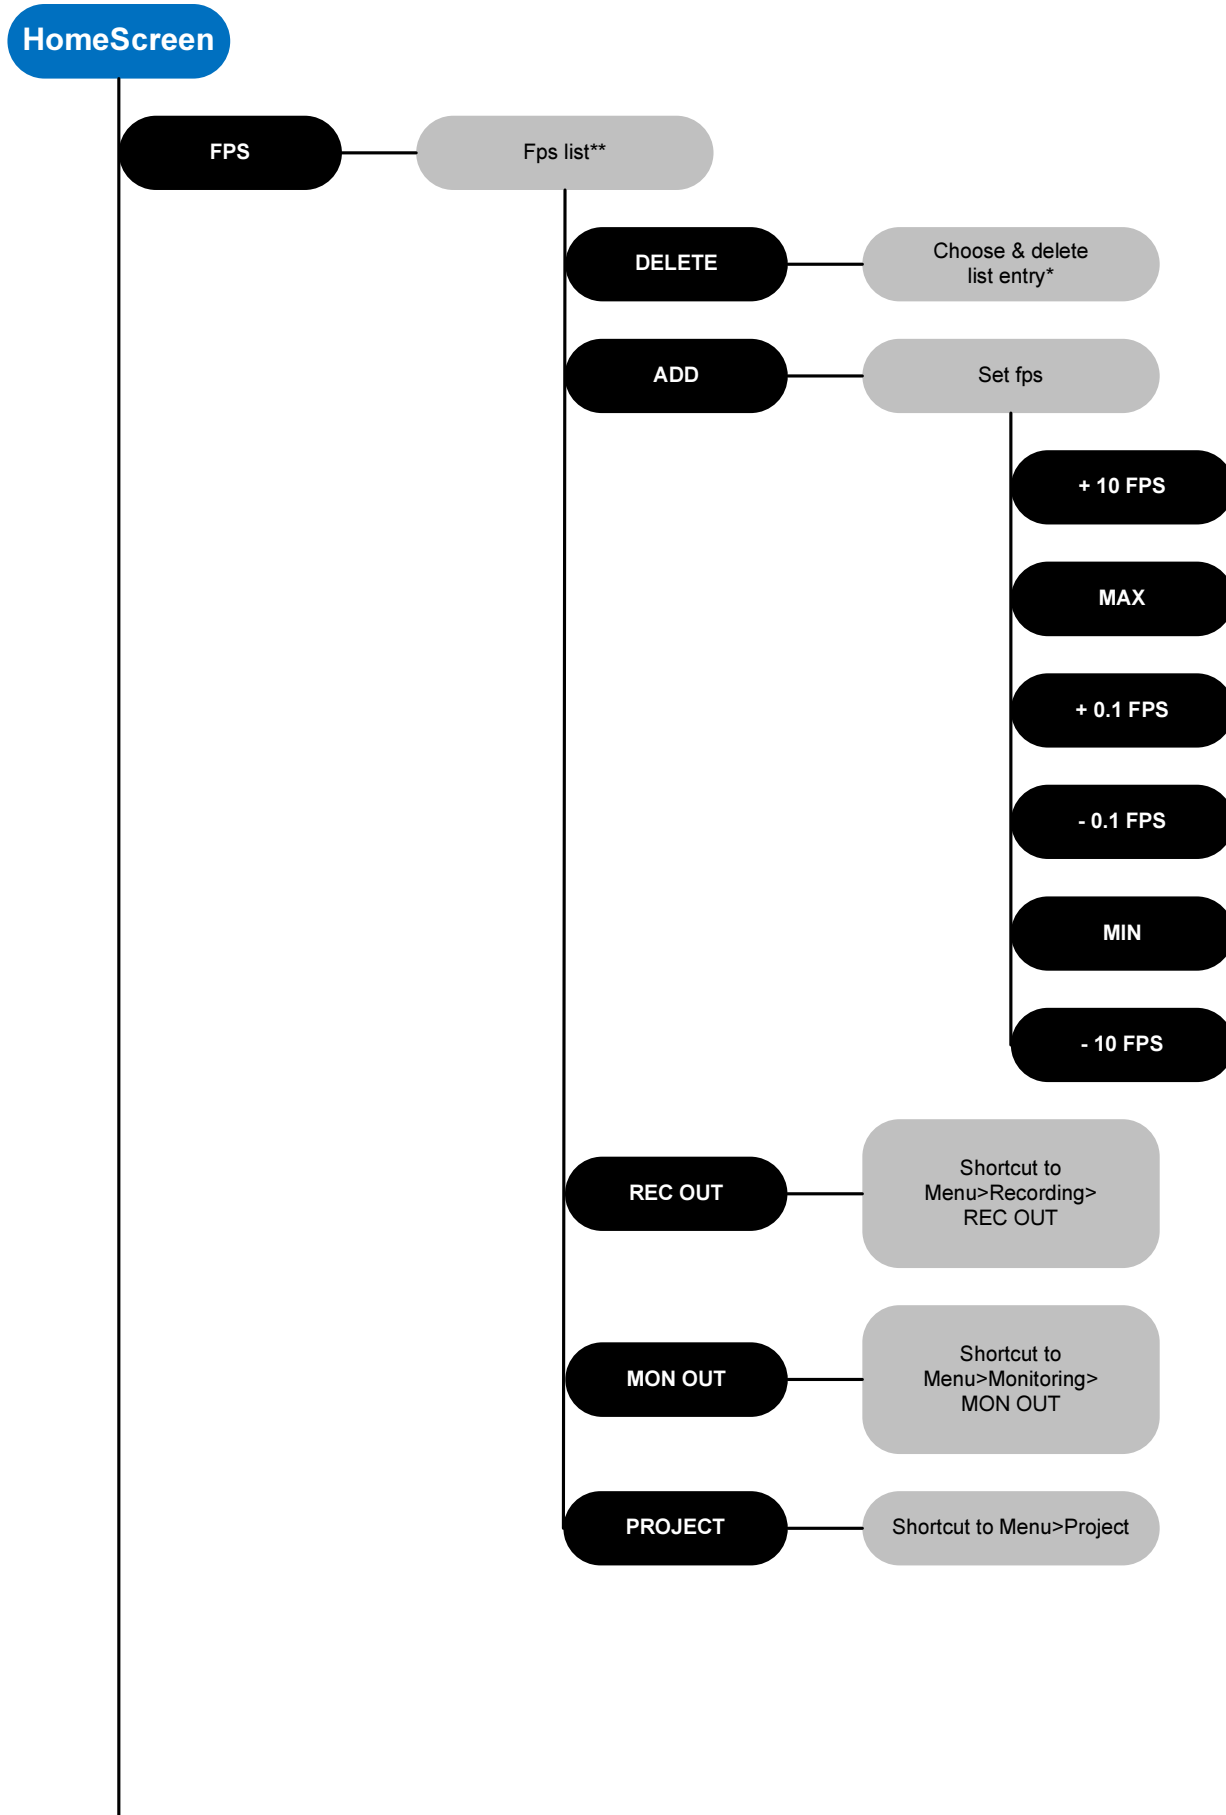 HomeScreen
FPS
Fps list**
DELETE
Choose & delete
list entry*
ADD
Set fps
+ 10 FPS
MAX
+ 0.1 FPS
- 0.1 FPS
MIN
- 10 FPS
REC OUT
Shortcut to
Menu>Recording>
REC OUT
MON OUT
Shortcut to
Menu>Monitoring>
MON OUT
PROJECT
Shortcut to Menu>Project